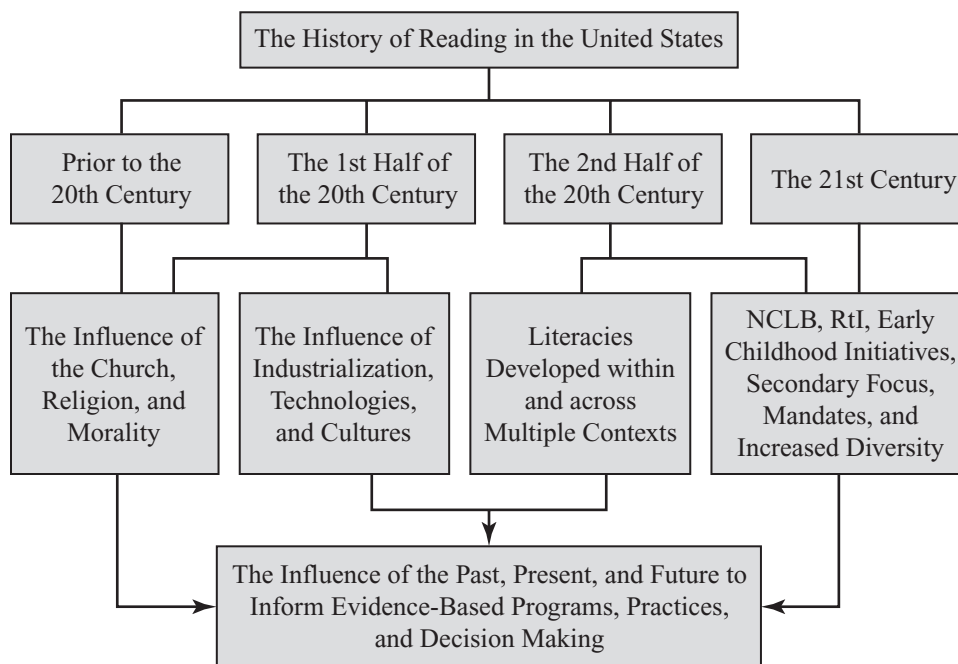 The History of Reading in the United States
Prior to the
20th Century
The 1st Half of
the 20th Century
The 2nd Half of
the 20th Century
The 21st Century
The Influence of
the Church,
Religion, and
Morality
The Influence of
Industrialization,
Technologies,
and Cultures
Literacies
Developed within
and across
Multiple Contexts
NCLB, RtI, Early
Childhood Initiatives,
Secondary Focus,
Mandates, and
Increased Diversity
The Influence of the Past, Present, and Future to
Inform Evidence-Based Programs, Practices,
and Decision Making